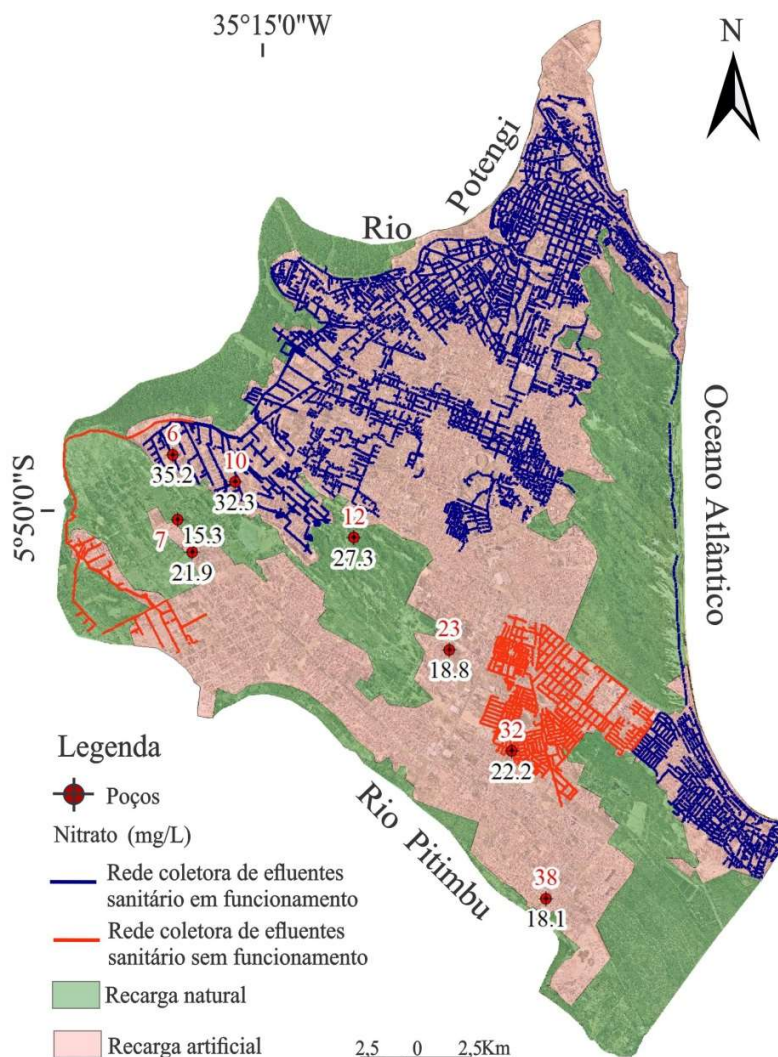 35°15'0"W
N
Rio Potengi
Oceano Atlântico
5°50'0"S
6
35.2
10
32.3
7
15.3
21.9
12
27.3
23
18.8
32
22.2
38
18.1
Rio Pitimbu
Legenda
Poços
Nitrato (mg/L)
Rede coletora de efluentes
sanitário em funcionamento
Rede coletora de efluentes
sanitário sem funcionamento
Recarga natural
Recarga artificial
2,5 0 2,5Km